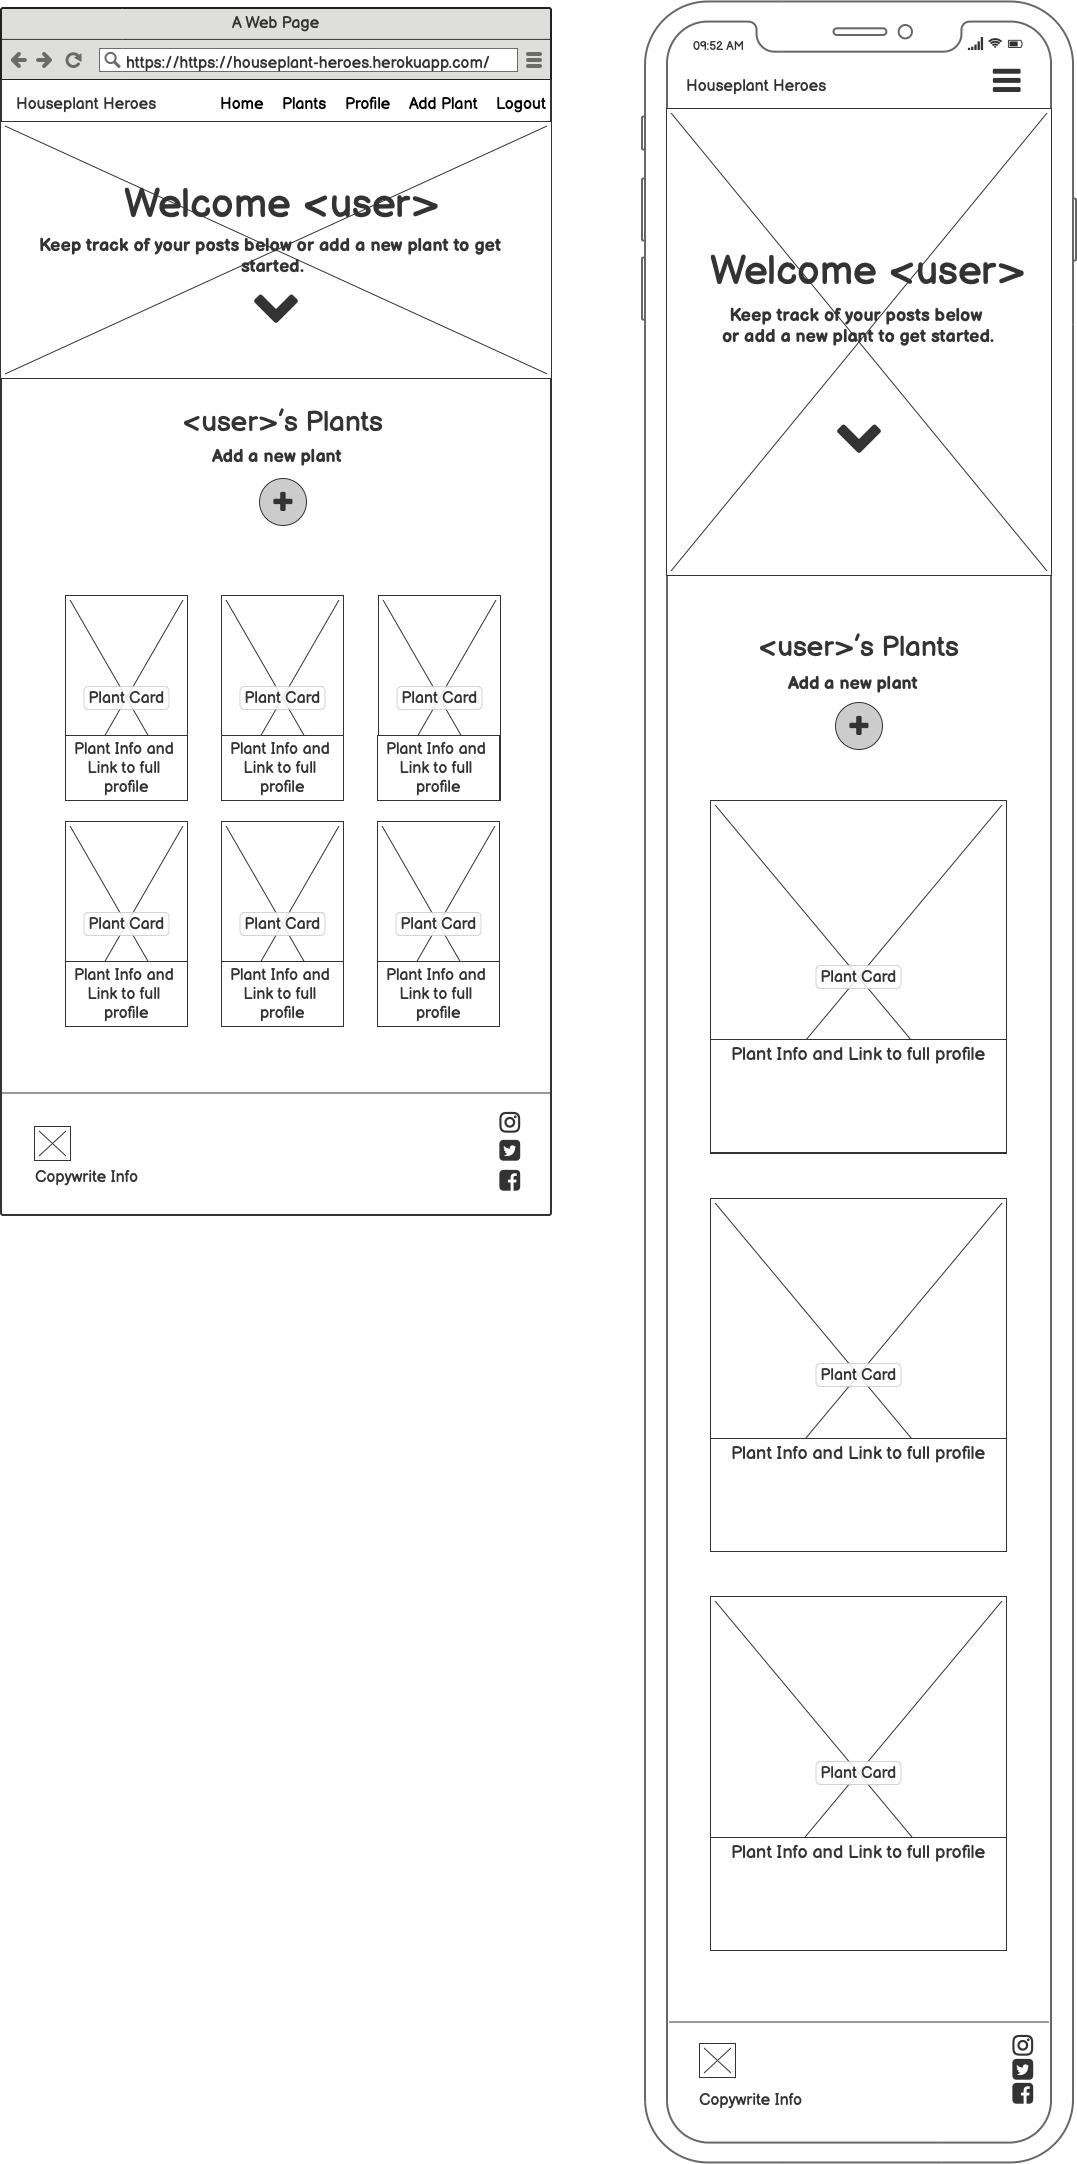 A Web Page
https://https://houseplant-heroes.herokuapp.com/
Houseplant Heroes Home Plants Profile Add Plant Logout
Welcome <user>
Keep track of your posts below or add a new plant to get
started.
<user>'s Plants
Add a new plant
Plant Card Plant Card Plant Card
Plant Info and Plant Info and Plant Info and
Link to full Link to full Link to full
profile profile profile
Plant Card Plant Card Plant Card
Plant Info and Plant Info and Plant Info and
Link to full Link to full Link to full
profile profile profile
Copywrite Info
09:52 AM
Houseplant Heroes
Welcome <user>
Keep track of your posts below
or add a new plant to get started.
<user>'s Plants
Add a new plant
Plant Card
Plant Info and Link to full profile
Plant Card
Plant Info and Link to full profile
Plant Card
Plant Info and Link to full profile
Copywrite Info